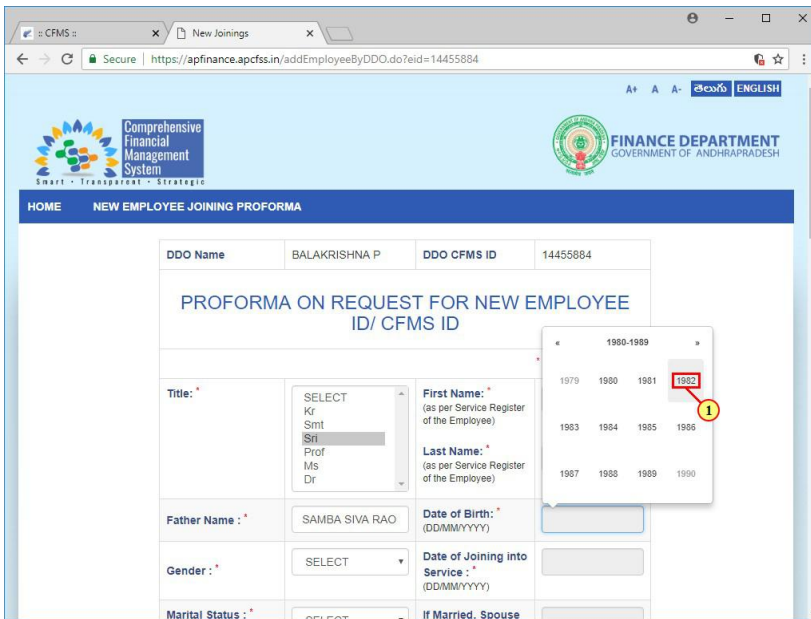 :: CFMS ::
New Joinings
Secure | https://apfinance.apcfss.in/addEmployeeByDDO.do?eid=14455884
A+ A A- తెలుగు ENGLISH
Comprehensive
Financial
Management
System
Smart • Transparent • Strategic
FINANCE DEPARTMENT
GOVERNMENT OF ANDHRAPRADESH
HOME NEW EMPLOYEE JOINING PROFORMA
DDO Name BALAKRISHNA P DDO CFMS ID 14455884
PROFORMA ON REQUEST FOR NEW EMPLOYEE
ID/ CFMS ID
« 1980-1989 »
1979 1980 1981 1982
1
1983 1984 1985 1986
1987 1988 1989 1990
*
Title: *
SELECT
Kr
Smt
Sri
Prof
Ms
Dr
First Name: *
(as per Service Register
of the Employee)
Last Name: *
(as per Service Register
of the Employee)
Father Name : * SAMBA SIVA RAO
Date of Birth: *
(DD/MM/YYYY)
Gender : * SELECT
Date of Joining into
Service : *
(DD/MM/YYYY)
Marital Status : * SELECT
If Married, Spouse